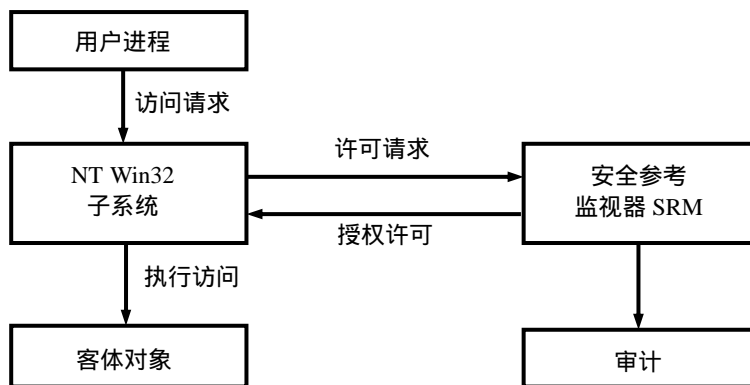 用户进程
访问请求
NT Win32
子系统
许可请求
授权许可
安全参考
监视器 SRM
执行访问
客体对象
审计